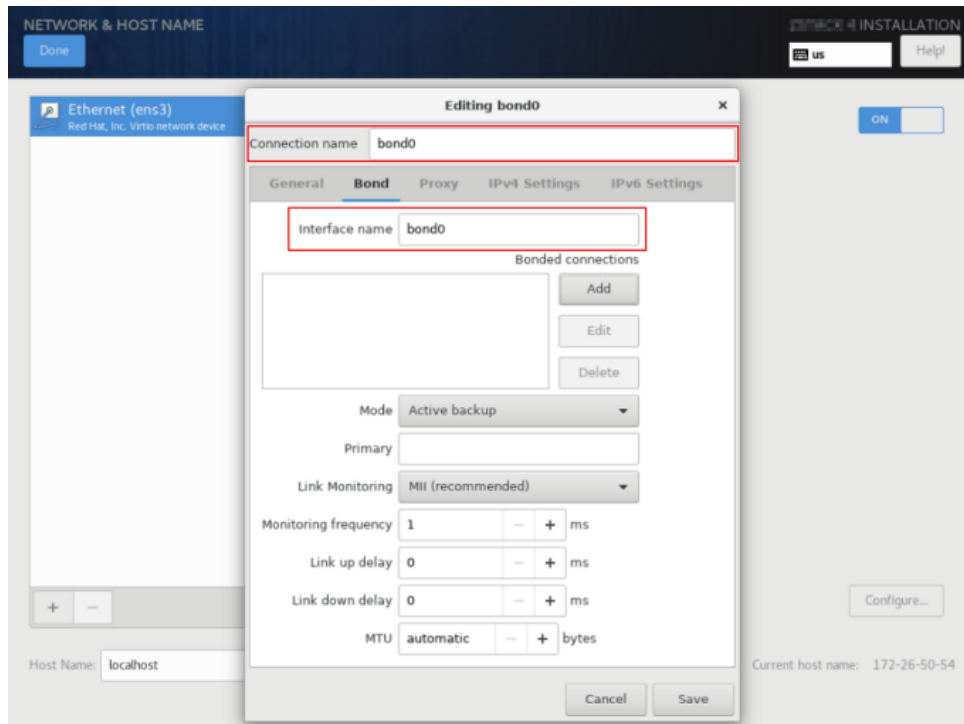 NETWORK & HOST NAME
4 INSTALLATION
Done
us
Help!
Ethernet (ens3)
Red Hat, Inc. Virtio network device
Editing bond0
×
ON
Connection name bond0
General Bond Proxy IPv4 Settings IPv6 Settings
Interface name bond0
Bonded connections
Add
Edit
Delete
Mode Active backup
Primary
Link Monitoring MII (recommended)
Monitoring frequency 1 − + ms
Link up delay 0 − + ms
Link down delay 0 − + ms
MTU automatic − + bytes
+ −
Configure...
Host Name: localhost
Current host name: 172-26-50-54
Cancel Save